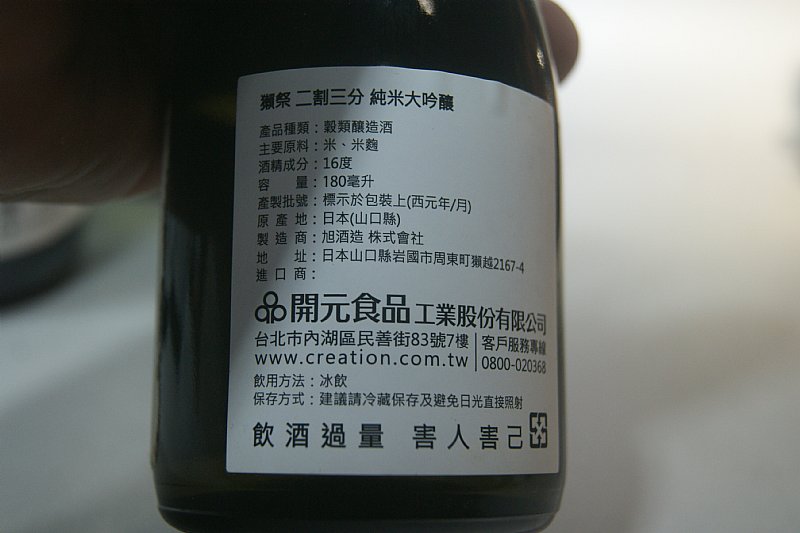 獺祭 二割三分 純米大吟釀
產品種類：穀類釀造酒
主要原料：米、米麴
酒精成分：16度
容　　量：180毫升
產製批號：標示於包裝上(西元年/月)
原 產 地：日本(山口縣)
製 造 商：旭酒造 株式會社
地　　址：日本山口縣岩國市周東町獺越2167-4
進 口 商：
開元食品 工業股份有限公司
台北市內湖區民善街83號7樓 | 客戶服務專線
www.creation.com.tw | 0800-020368
飲用方法：冰飲
保存方式：建議請冷藏保存及避免日光直接照射
飲酒過量 害人害己